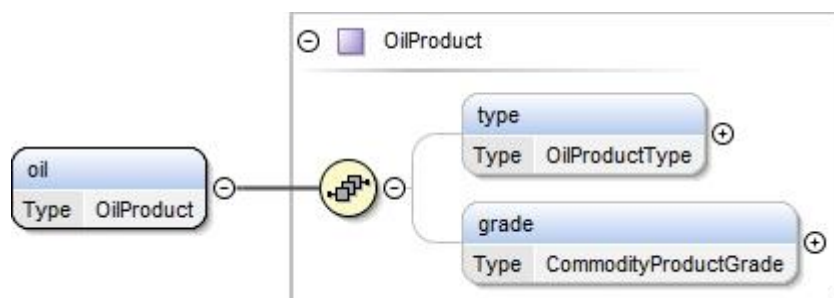 OilProduct
type
Type OilProductType
oil
Type OilProduct
grade
Type CommodityProductGrade